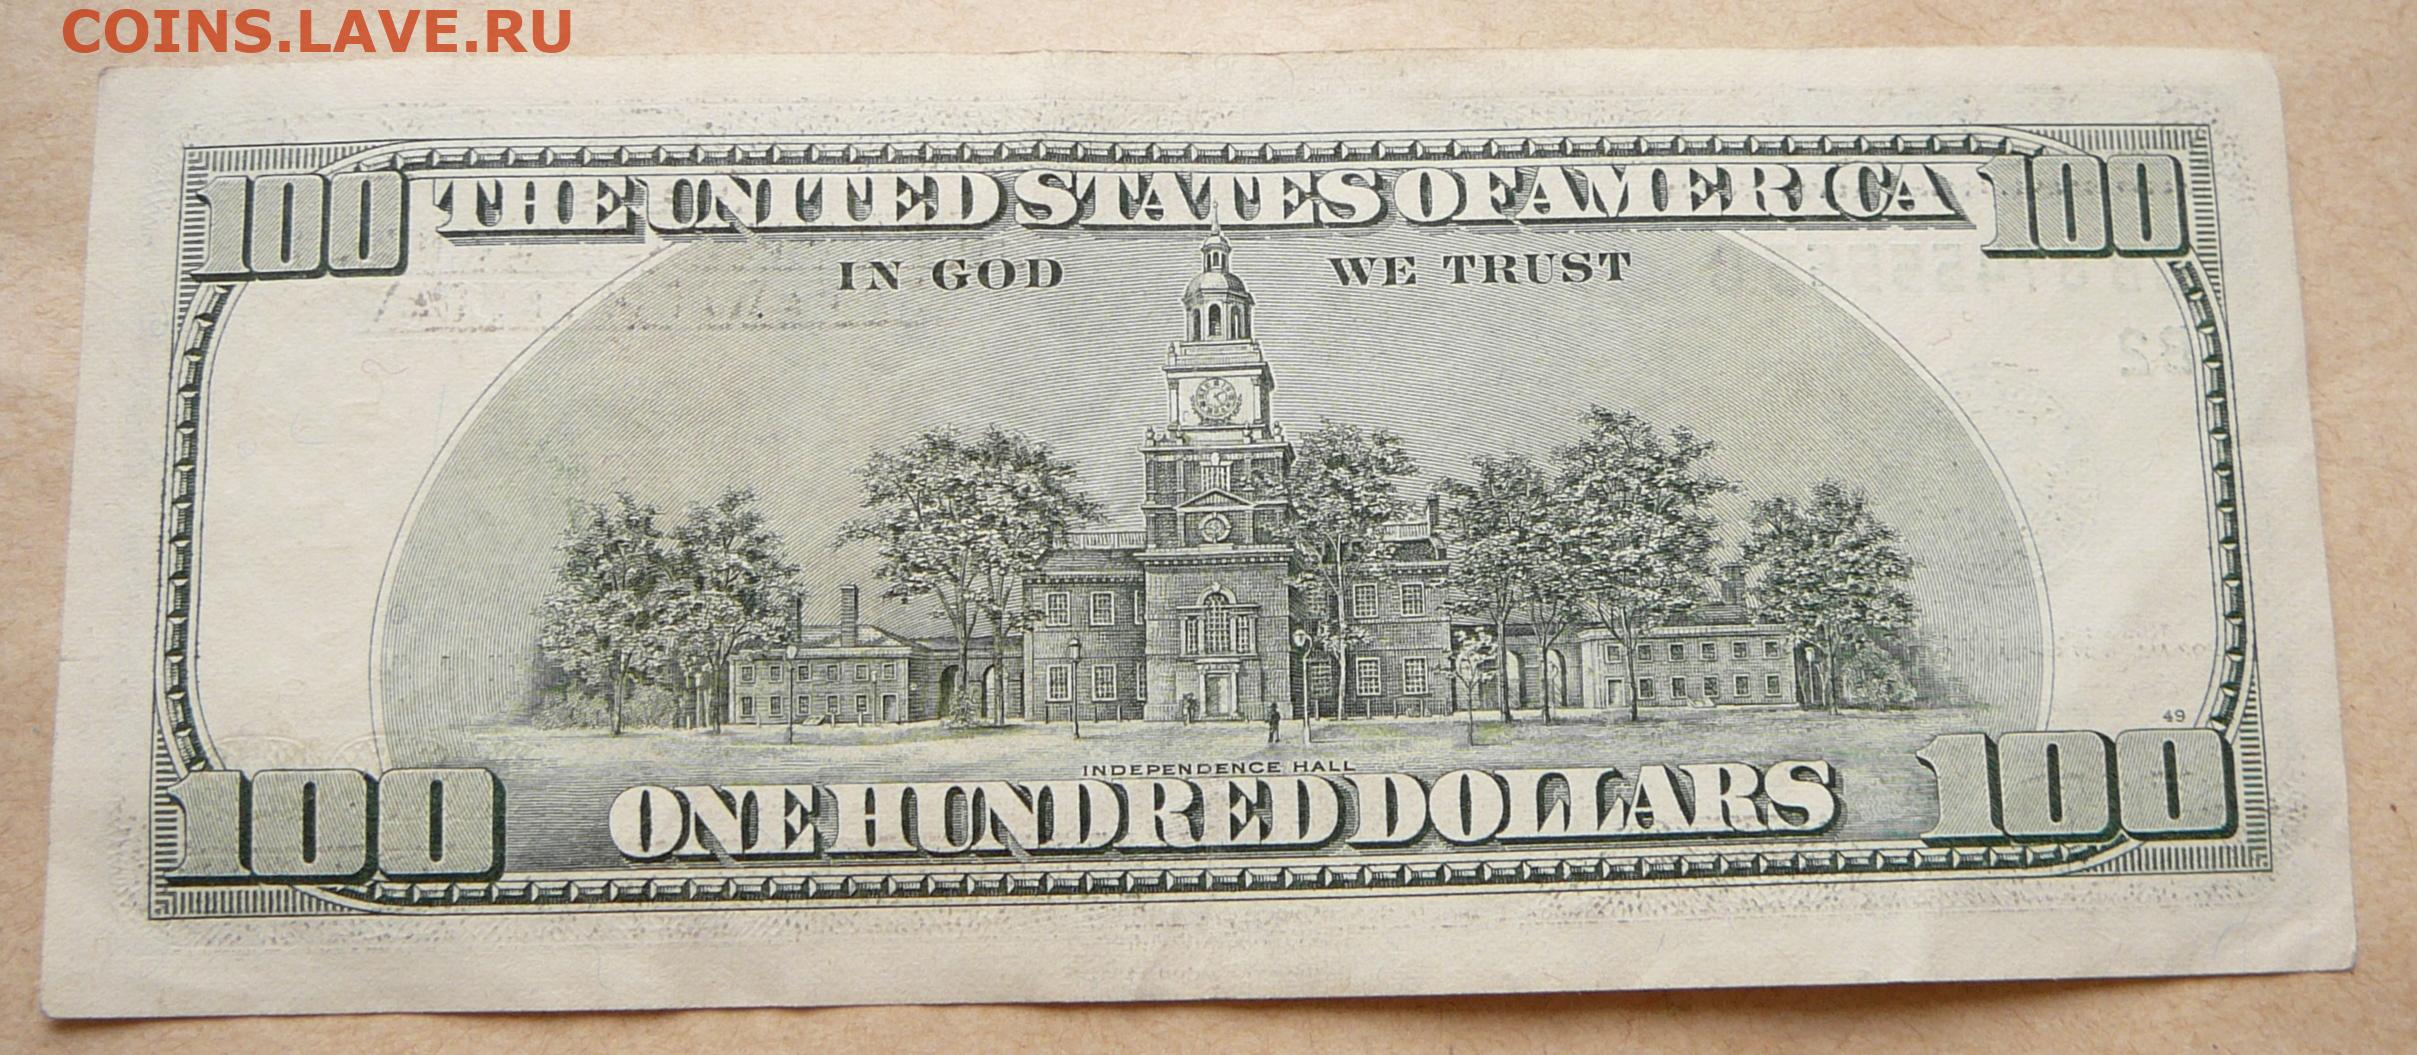 COINS.LAVE.RU
100 THE UNITED STATES OF AMERICA 100
IN GOD WE TRUST
49
INDEPENDENCE HALL
100 ONE HUNDRED DOLLARS 100